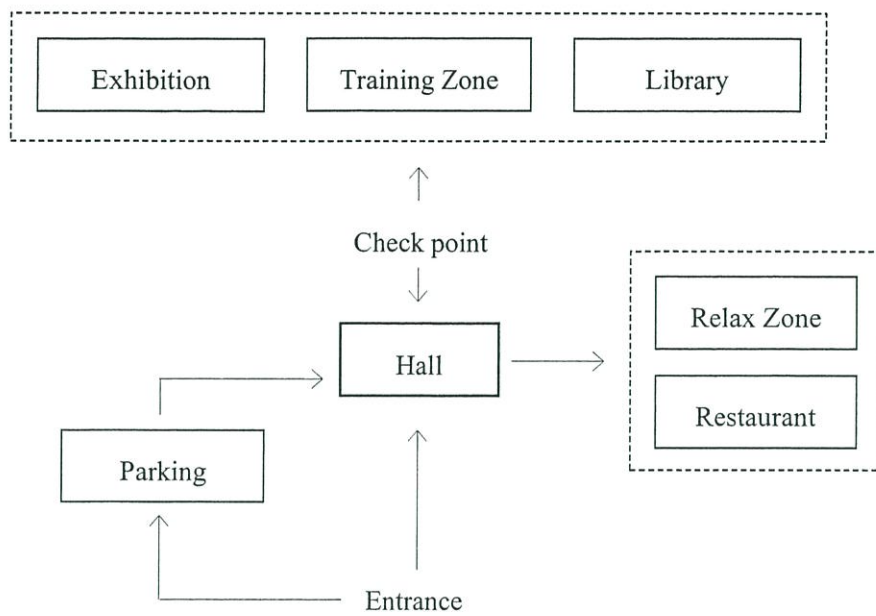 Exhibition
Training Zone
Library
Check point
Relax Zone
Hall
Restaurant
Parking
Entrance